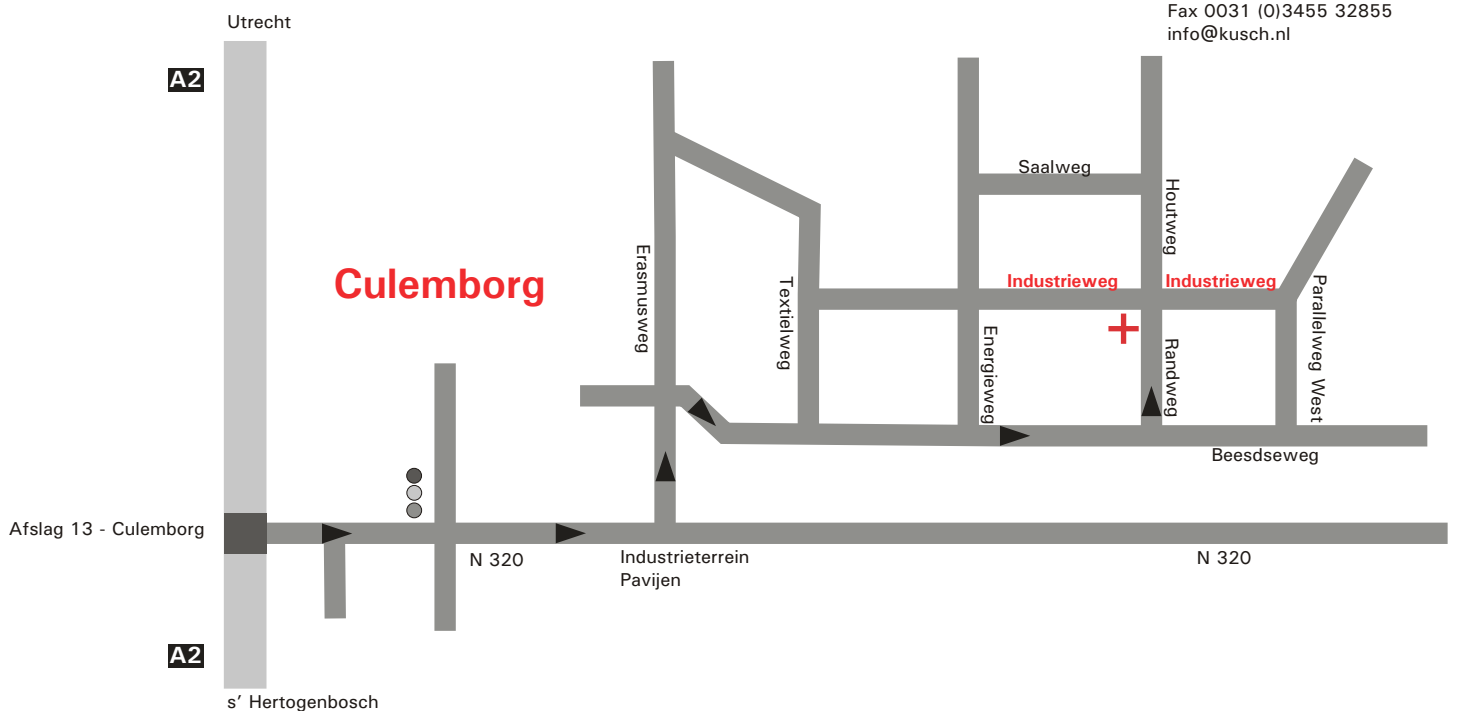 Fax 0031 (0)3455 32855
info@kusch.nl
Utrecht
A2
Saalweg
Houtweg
Culemborg
Erasmusweg
Textielweg
Industrieweg
Industrieweg
Parallelweg West
Energieweg
Randweg
Beesdseweg
Afslag 13 - Culemborg
N 320
Industrieterrein
Pavijen
N 320
A2
s’ Hertogenbosch